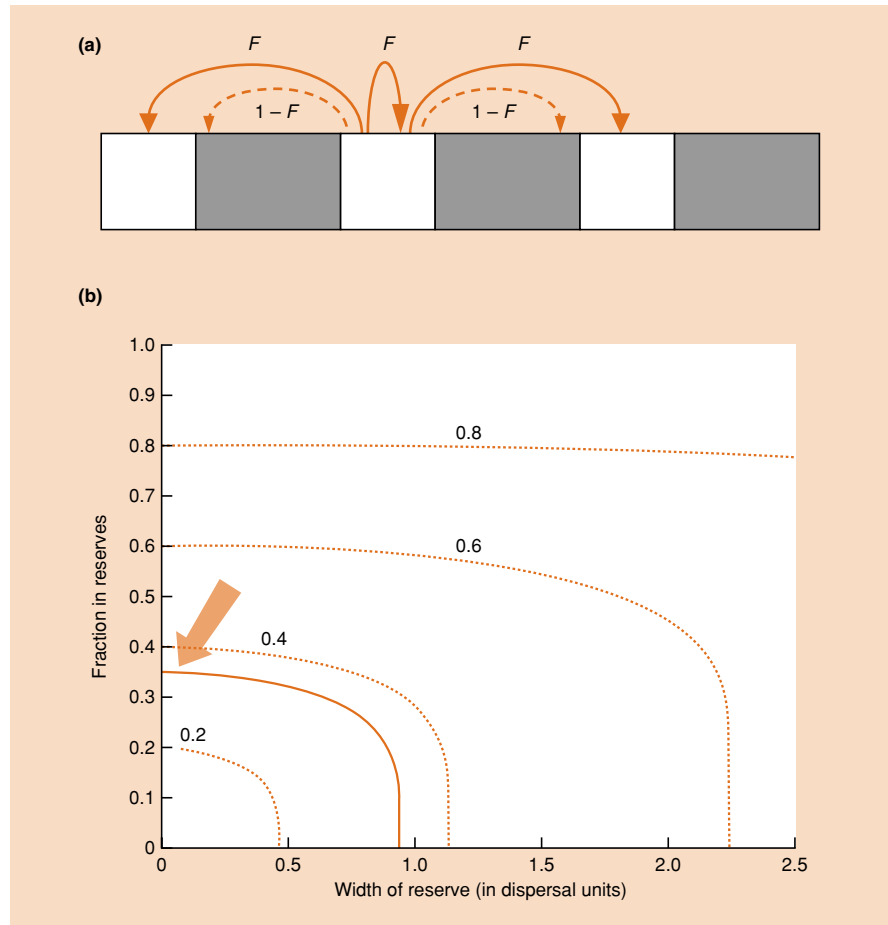 (a)
F F F
1 – F 1 – F
(b)
1.0
0.9
0.8
0.7
0.6
0.5
0.4
0.3
0.2
0.1
0
Fraction in reserves
0.8
0.6
0.4
0.2
0 0.5 1.0 1.5 2.0 2.5
Width of reserve (in dispersal units)